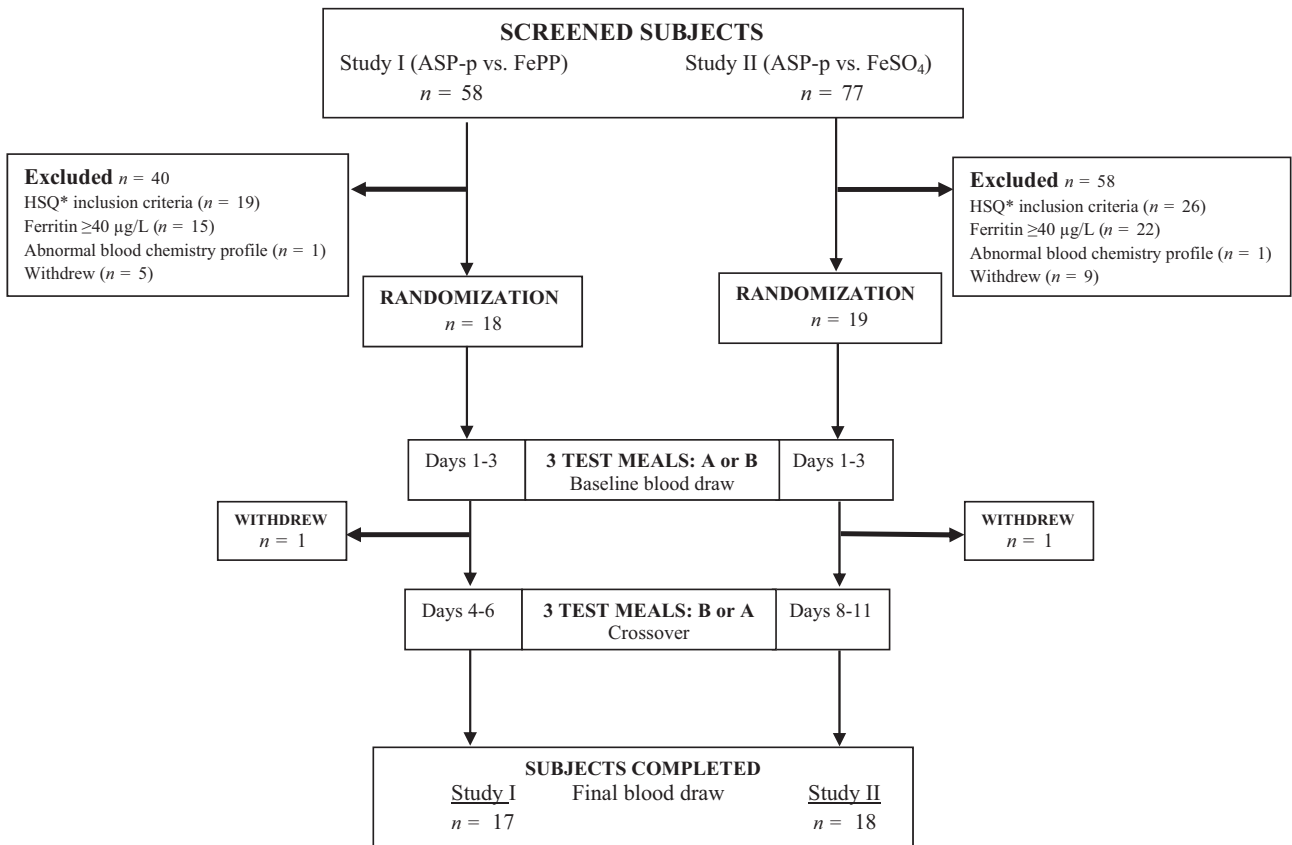 SCREENED SUBJECTS
Study I (ASP-p vs. FePP)
n = 58
Study II (ASP-p vs. FeSO₄)
n = 77
Excluded n = 40
HSQ* inclusion criteria (n = 19)
Ferritin ≥40 µg/L (n = 15)
Abnormal blood chemistry profile (n = 1)
Withdrew (n = 5)
Excluded n = 58
HSQ* inclusion criteria (n = 26)
Ferritin ≥40 µg/L (n = 22)
Abnormal blood chemistry profile (n = 1)
Withdrew (n = 9)
RANDOMIZATION
n = 18
RANDOMIZATION
n = 19
Days 1-3
3 TEST MEALS: A or B
Baseline blood draw
Days 1-3
WITHDREW
n = 1
WITHDREW
n = 1
Days 4-6
3 TEST MEALS: B or A
Crossover
Days 8-11
SUBJECTS COMPLETED
Study I
Final blood draw
Study II
n = 17
n = 18